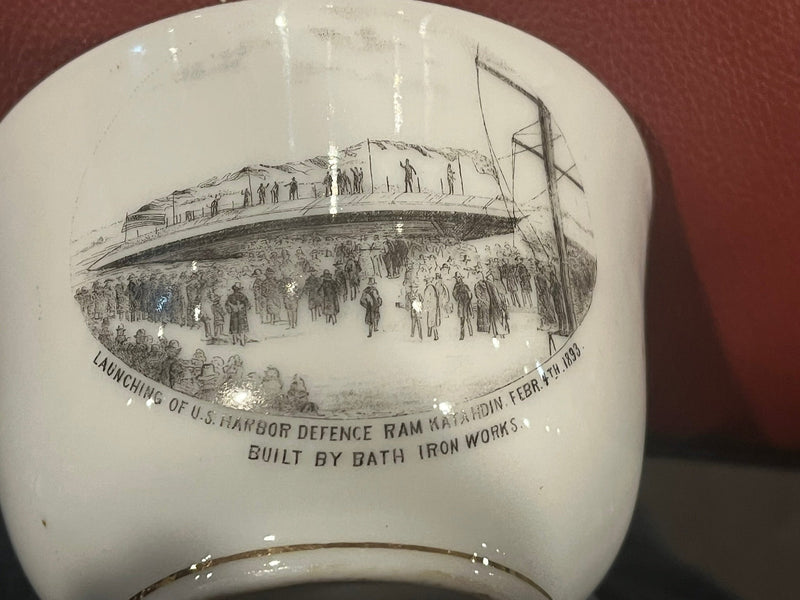 LAUNCHING OF U.S. HARBOR DEFENCE RAM KATAHDIN. FEBR. 4TH. 1893.
BUILT BY BATH IRON WORKS.